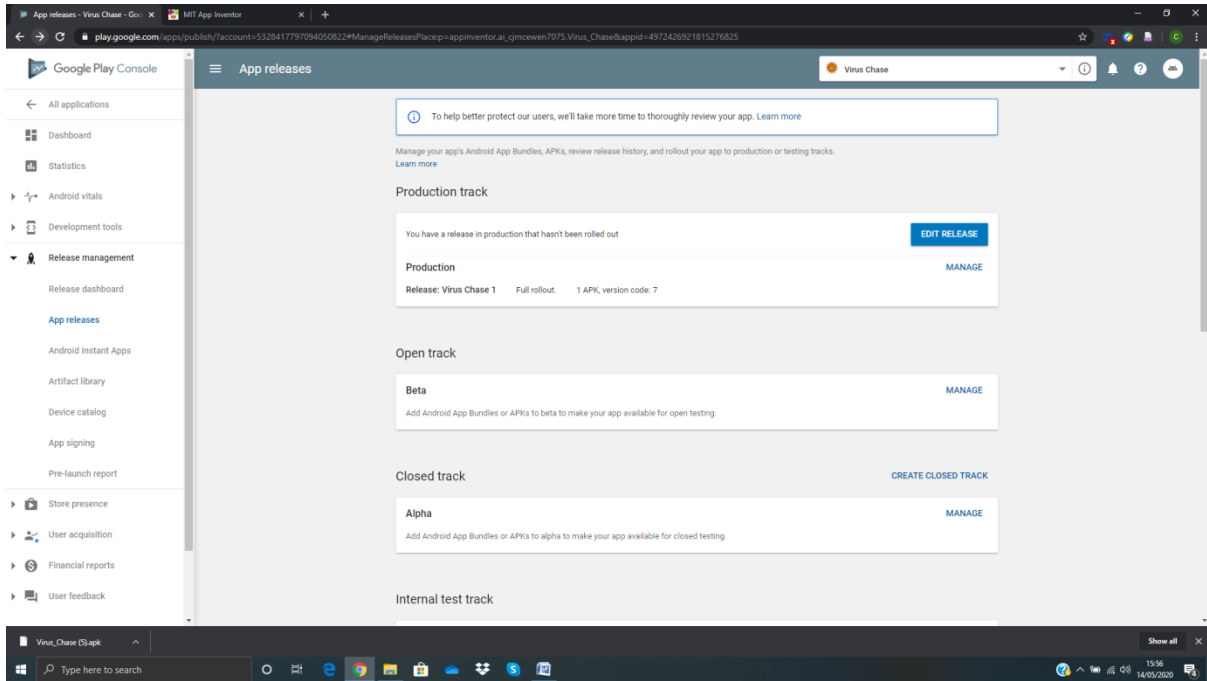 App releases - Virus Chase - Goo
MIT App Inventor
play.google.com/apps/publish/?account=5328417797094050822#ManageReleasesPlace:p=appinventor.ai_cjmcewen7075.Virus_Chase&appid=4972426921815276825
C
Google Play Console
App releases
Virus Chase
All applications
Dashboard
Statistics
Android vitals
Development tools
Release management
Release dashboard
App releases
Android Instant Apps
Artifact library
Device catalog
App signing
Pre-launch report
Store presence
User acquisition
Financial reports
User feedback
To help better protect our users, we'll take more time to thoroughly review your app. Learn more
Manage your app's Android App Bundles, APKs, review release history, and rollout your app to production or testing tracks.
Learn more
Production track
You have a release in production that hasn't been rolled out
EDIT RELEASE
Production
MANAGE
Release: Virus Chase 1 Full rollout. 1 APK, version code: 7
Open track
Beta
MANAGE
Add Android App Bundles or APKs to beta to make your app available for open testing.
Closed track
CREATE CLOSED TRACK
Alpha
MANAGE
Add Android App Bundles or APKs to alpha to make your app available for closed testing.
Internal test track
Virus_Chase (5).apk
Show all
Type here to search
15:56
14/05/2020